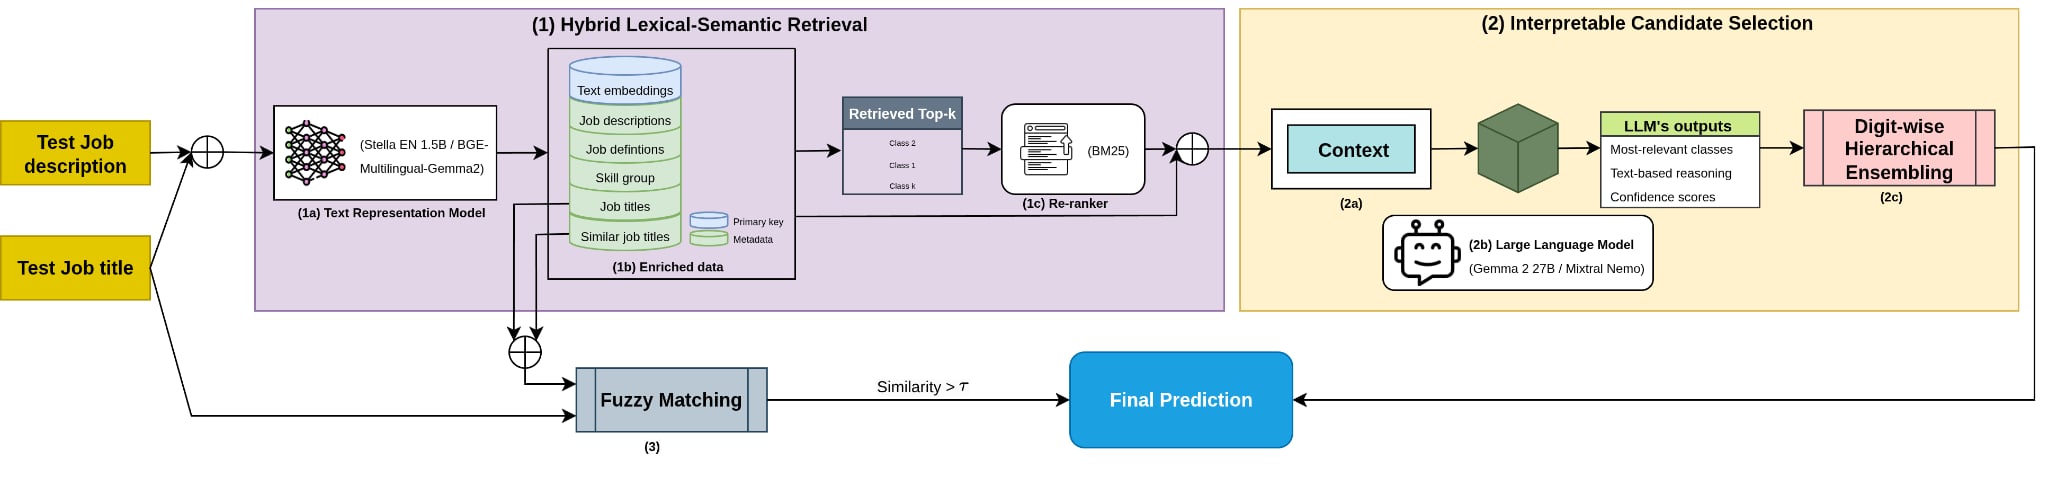 (1) Hybrid Lexical-Semantic Retrieval
(2) Interpretable Candidate Selection
Test Job
description
Test Job title
(Stella EN 1.5B / BGE-
Multilingual-Gemma2)
(1a) Text Representation Model
Text embeddings
Job descriptions
Job defintions
Skill group
Job titles
Similar job titles
Primary key
Metadata
(1b) Enriched data
Retrieved Top-k
Class 2
Class 1
Class k
(BM25)
(1c) Re-ranker
Context
(2a)
LLM's outputs
Most-relevant classes
Text-based reasoning
Confidence scores
(2b) Large Language Model
(Gemma 2 27B / Mixtral Nemo)
Digit-wise
Hierarchical
Ensembling
(2c)
Fuzzy Matching
(3)
Similarity > τ
Final Prediction